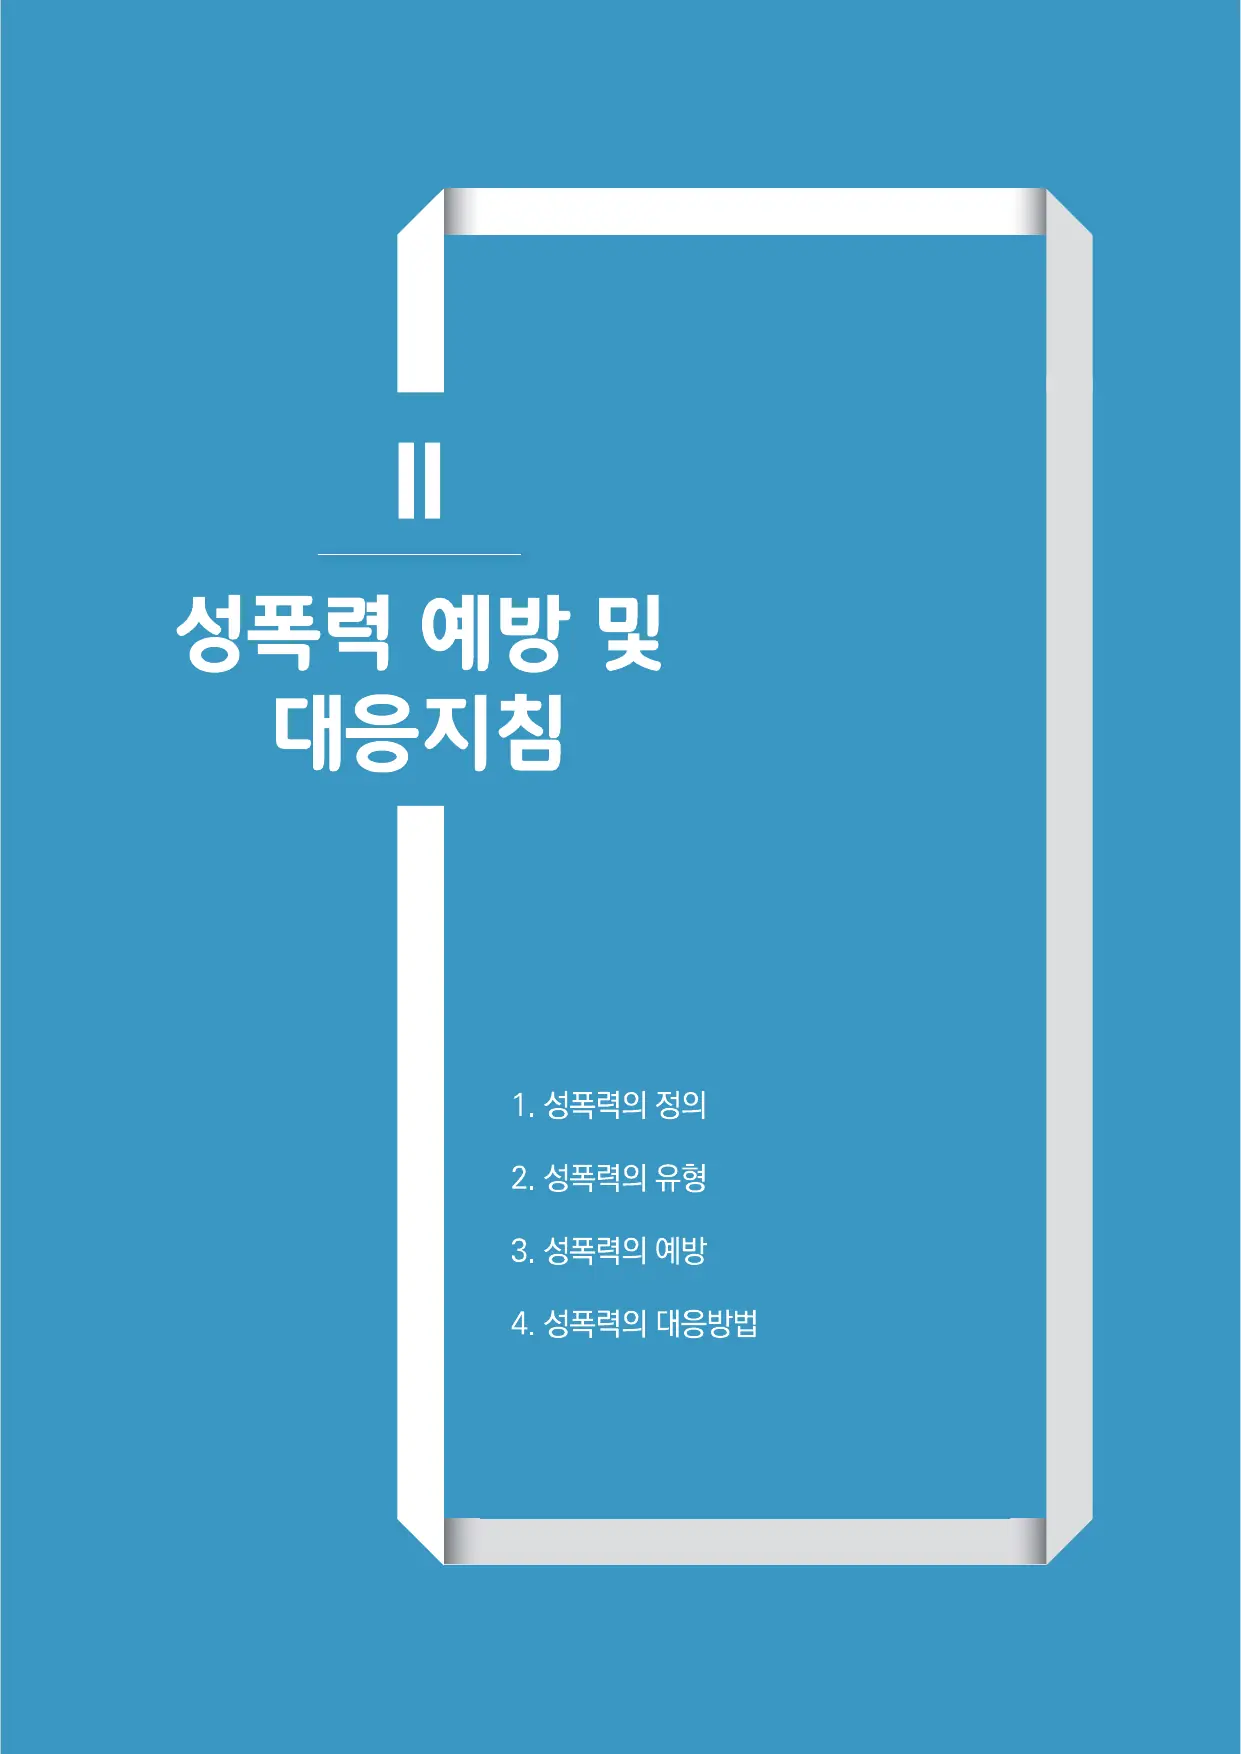 II
성폭력 예방 및
대응지침
1. 성폭력의 정의
2. 성폭력의 유형
3. 성폭력의 예방
4. 성폭력의 대응방법